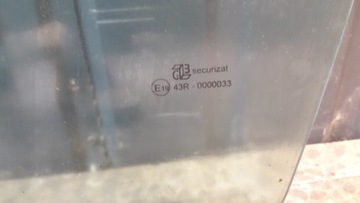 securizat
E19 43R - 0000033